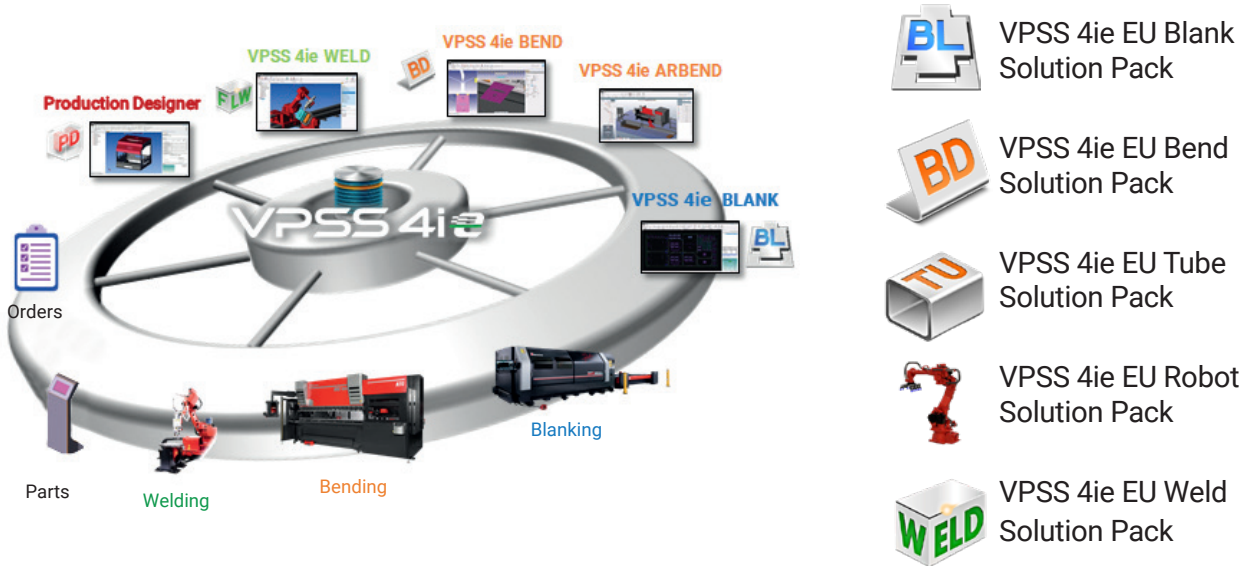 VPSS 4ie BEND
VPSS 4ie WELD
BD
VPSS 4ie ARBEND
FLW
Production Designer
PD
VPSS 4ie
VPSS 4ie BLANK
BL
Orders
Blanking
Parts
Welding
Bending
BL
VPSS 4ie EU Blank
Solution Pack
BD
VPSS 4ie EU Bend
Solution Pack
TU
VPSS 4ie EU Tube
Solution Pack
VPSS 4ie EU Robot
Solution Pack
WELD
VPSS 4ie EU Weld
Solution Pack